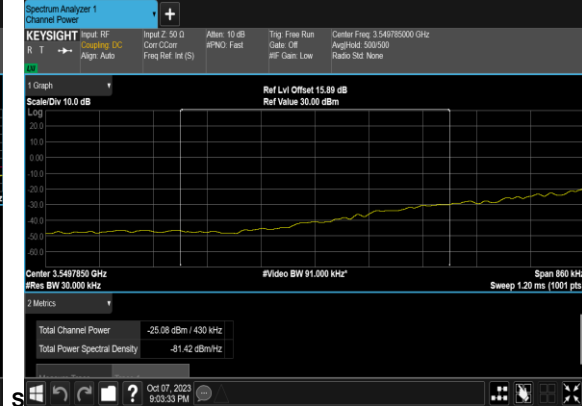 Spectrum Analyzer 1
Channel Power
KEYSIGHT
R T
Input: RF
Coupling: DC
Align: Auto
Input Z: 50 Ω
Corr CCorr
Freq Ref: Int (S)
Atten: 10 dB
#PNO: Fast
Trig: Free Run
Gate: Off
#IF Gain: Low
Center Freq: 3.549785000 GHz
Avg|Hold: 500/500
Radio Std: None
1 Graph
Scale/Div 10.0 dB
Ref Lvl Offset 15.89 dB
Ref Value 30.00 dBm
Log
20.0
10.0
0.00
-10.0
-20.0
-30.0
-40.0
-50.0
-60.0
Center 3.5497850 GHz
#Video BW 91.000 kHz*
Span 860 kHz
#Res BW 30.000 kHz
Sweep 1.20 ms (1001 pts
2 Metrics
Total Channel Power -25.08 dBm / 430 kHz
Total Power Spectral Density -81.42 dBm/Hz
S
?
Oct 07, 2023
9:03:33 PM